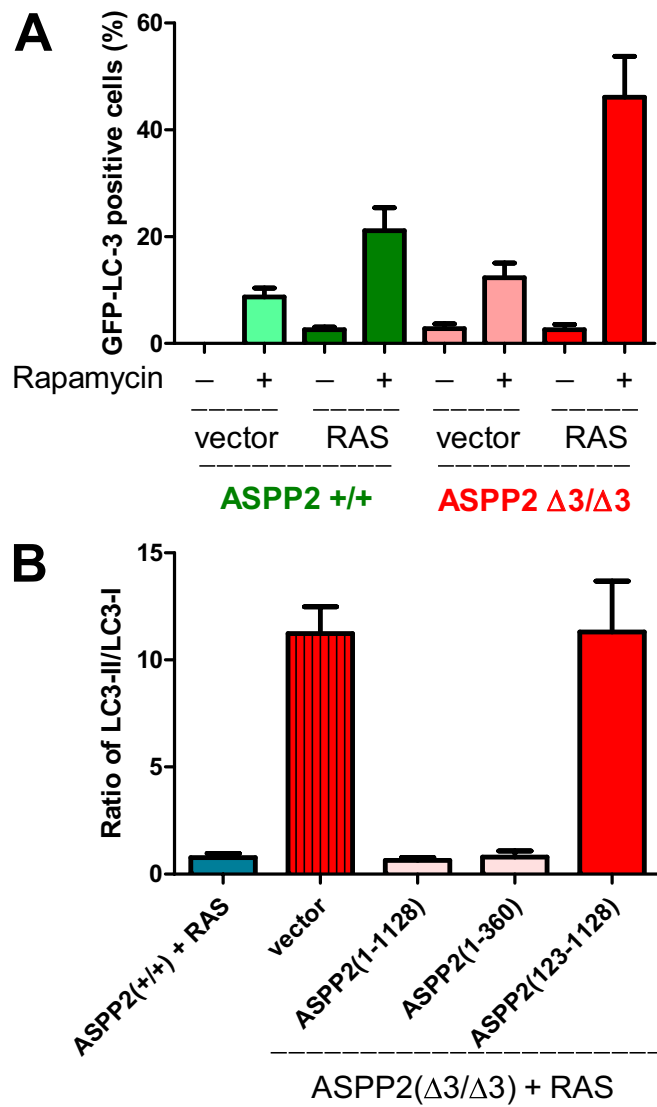 A
GFP-LC-3 positive cells (%)
60
40
20
0
Rapamycin – + – + – + – +
vector RAS vector RAS
ASPP2 +/+ ASPP2 Δ3/Δ3
B
Ratio of LC3-II/LC3-I
15
10
5
0
ASPP2(+/+) + RAS
vector
ASPP2(1-1128)
ASPP2(1-360)
ASPP2(123-1128)
ASPP2(Δ3/Δ3) + RAS